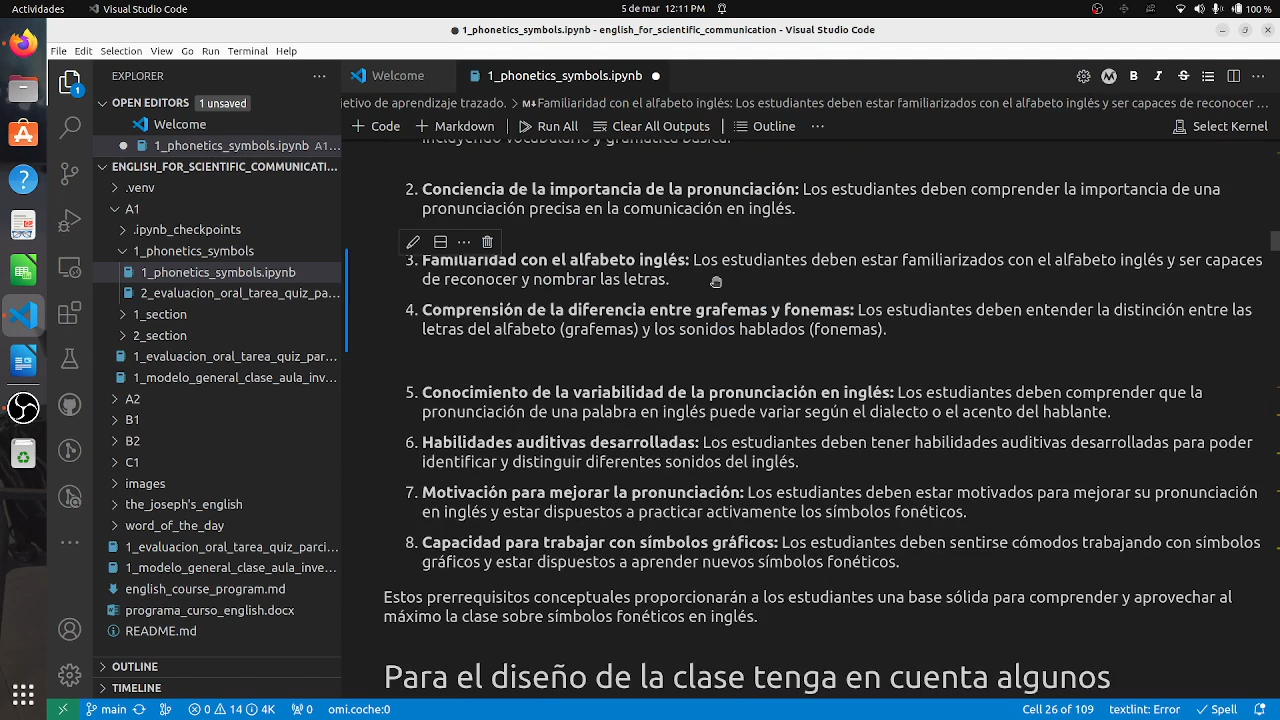 Actividades
Visual Studio Code
5 de mar 12:11 PM
100 %
1_phonetics_symbols.ipynb - english_for_scientific_communication - Visual Studio Code
File Edit Selection View Go Run Terminal Help
EXPLORER
OPEN EDITORS
1 unsaved
Welcome
1_phonetics_symbols.ipynb A1...
ENGLISH_FOR_SCIENTIFIC_COMMUNICATI...
.venv
A1
.ipynb_checkpoints
1_phonetics_symbols
1_phonetics_symbols.ipynb
2_evaluacion_oral_tarea_quiz_pa...
1_section
2_section
1_evaluacion_oral_tarea_quiz_par...
1_modelo_general_clase_aula_inv...
A2
B1
B2
C1
images
the_joseph's_english
word_of_the_day
1_evaluacion_oral_tarea_quiz_parci...
1_modelo_general_clase_aula_inve...
english_course_program.md
programa_curso_english.docx
README.md
OUTLINE
TIMELINE
1
Welcome
1_phonetics_symbols.ipynb
etivo de aprendizaje trazado. > Familiaridad con el alfabeto inglés: Los estudiantes deben estar familiarizados con el alfabeto inglés y ser capaces de reconocer ...
Code
Markdown
Run All
Clear All Outputs
Outline
Select Kernel
incluyendo vocabulario y gramática básica.
2. Conciencia de la importancia de la pronunciación: Los estudiantes deben comprender la importancia de una
pronunciación precisa en la comunicación en inglés.
3. Familiaridad con el alfabeto inglés: Los estudiantes deben estar familiarizados con el alfabeto inglés y ser capaces
de reconocer y nombrar las letras.
4. Comprensión de la diferencia entre grafemas y fonemas: Los estudiantes deben entender la distinción entre las
letras del alfabeto (grafemas) y los sonidos hablados (fonemas).
5. Conocimiento de la variabilidad de la pronunciación en inglés: Los estudiantes deben comprender que la
pronunciación de una palabra en inglés puede variar según el dialecto o el acento del hablante.
6. Habilidades auditivas desarrolladas: Los estudiantes deben tener habilidades auditivas desarrolladas para poder
identificar y distinguir diferentes sonidos del inglés.
7. Motivación para mejorar la pronunciación: Los estudiantes deben estar motivados para mejorar su pronunciación
en inglés y estar dispuestos a practicar activamente los símbolos fonéticos.
8. Capacidad para trabajar con símbolos gráficos: Los estudiantes deben sentirse cómodos trabajando con símbolos
gráficos y estar dispuestos a aprender nuevos símbolos fonéticos.
Estos prerrequisitos conceptuales proporcionarán a los estudiantes una base sólida para comprender y aprovechar al
máximo la clase sobre símbolos fonéticos en inglés.
Para el diseño de la clase tenga en cuenta algunos
main
0 14 4K
0
omi.coche:0
Cell 26 of 109
textlint: Error
Spell